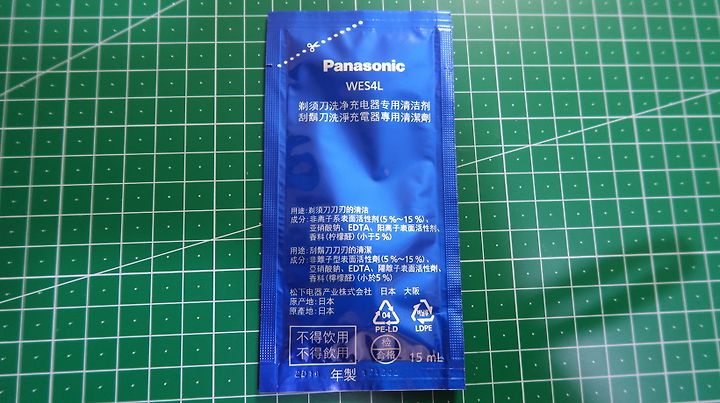 Panasonic
WES4L
剃须刀洗净充电器专用清洁剂
刮鬍刀洗淨充電器專用清潔劑
用途:剃须刀刀刃的清洁
成分:非离子系表面活性剂(5%～15%)、
亚硝酸钠、EDTA、阳离子表面活性剂、
香料(柠檬醛)(小于5%)
用途:刮鬍刀刀刃的清潔
成分:非離子型表面活性劑(5%～15%)、
亞硝酸鈉、EDTA、陽離子表面活性劑、
香料(檸檬醛)(小於5%)
松下电器产业株式会社 日本 大阪
原产地:日本
原產地:日本
04
PE-LD
LDPE
不得饮用
不得飲用
检
合格
15 mL
年製